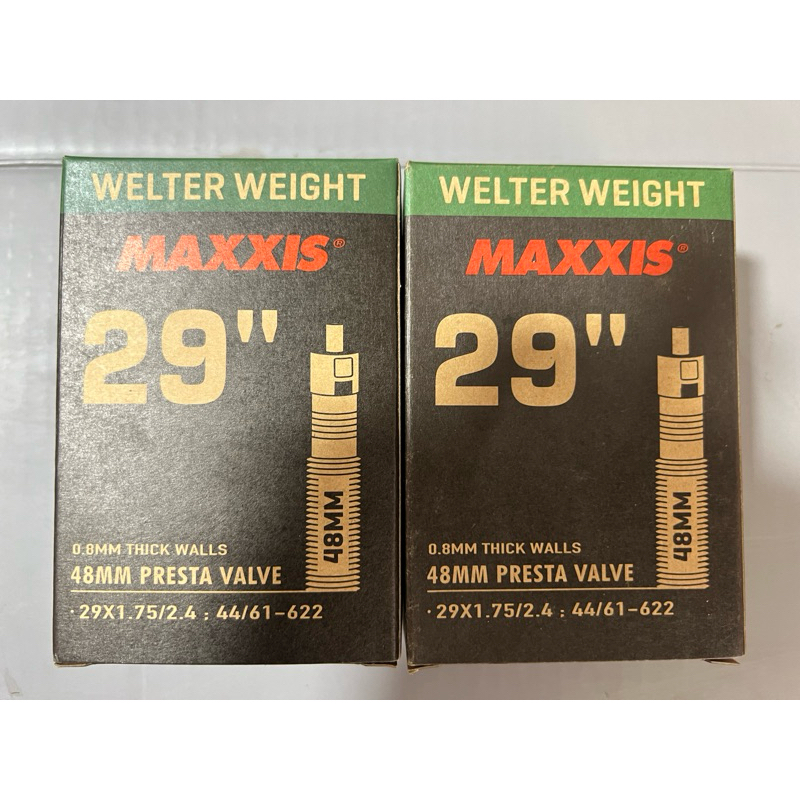 WELTER WEIGHT
MAXXIS®
29"
48MM
0.8MM THICK WALLS
48MM PRESTA VALVE
·29X1.75/2.4 ; 44/61-622
WELTER WEIGHT
MAXXIS®
29"
48MM
0.8MM THICK WALLS
48MM PRESTA VALVE
·29X1.75/2.4 ; 44/61-622